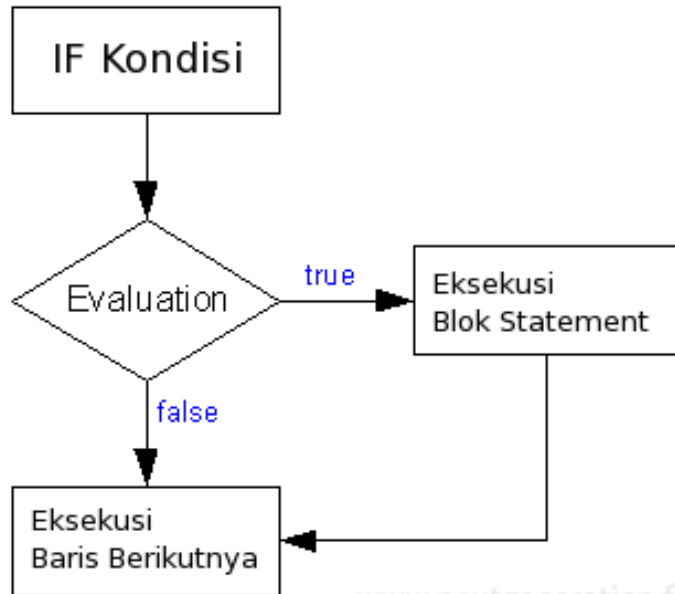 IF Kondisi
Evaluation
true
Eksekusi
Blok Statement
false
Eksekusi
Baris Berikutnya